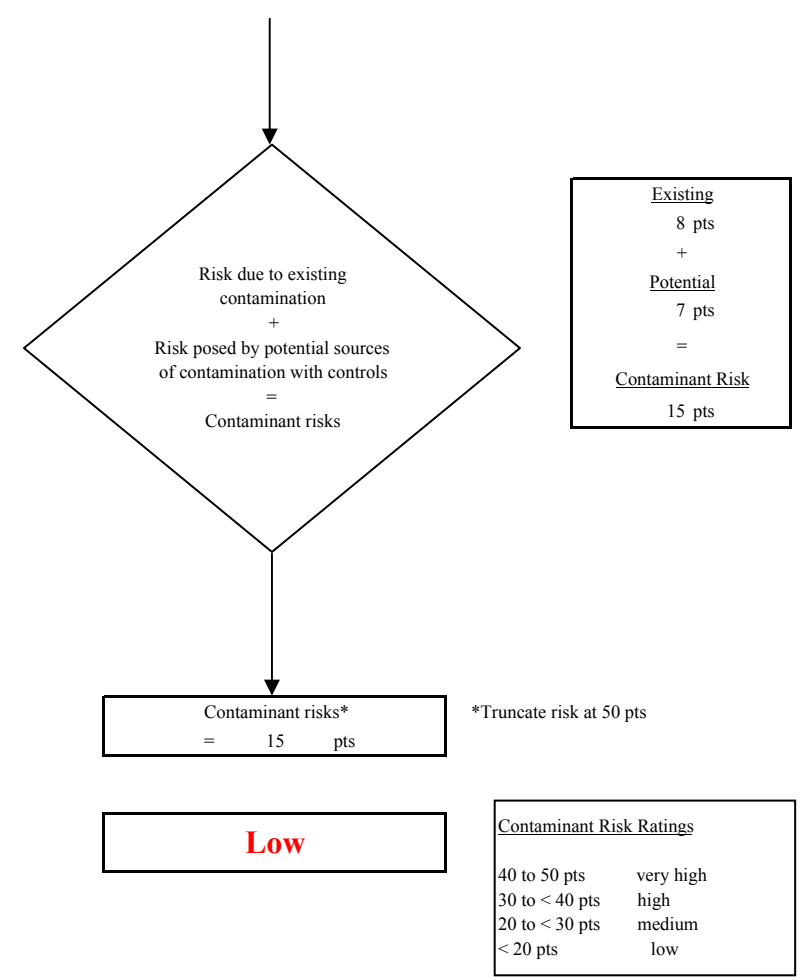 Risk due to existing
contamination
+
Risk posed by potential sources
of contamination with controls
=
Contaminant risks
Existing
8 pts
+
Potential
7 pts
=
Contaminant Risk
15 pts
Contaminant risks*
= 15 pts
*Truncate risk at 50 pts
Low
Contaminant Risk Ratings
40 to 50 pts very high
30 to < 40 pts high
20 to < 30 pts medium
< 20 pts low